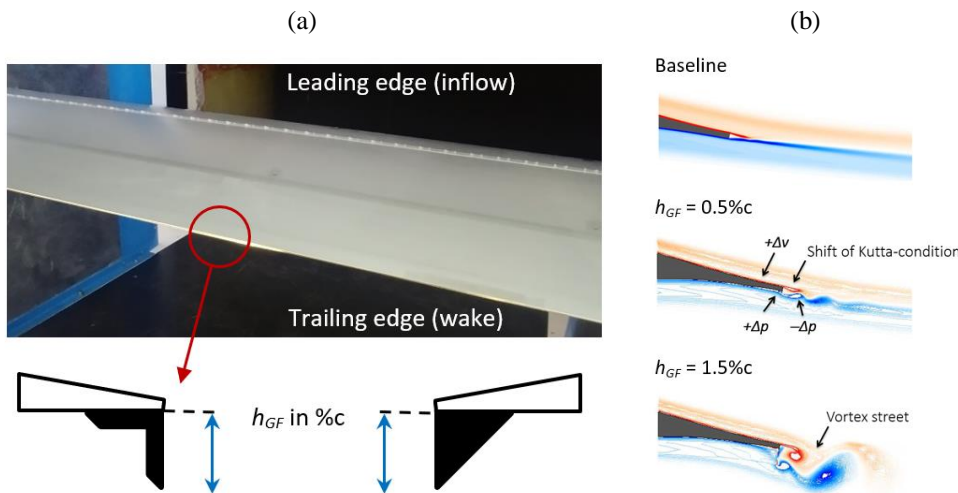 (a)
Leading edge (inflow)
Trailing edge (wake)
h_GF in %c
(b)
Baseline
h_GF = 0.5%c
+Δv
Shift of Kutta-condition
+Δp
−Δp
h_GF = 1.5%c
Vortex street